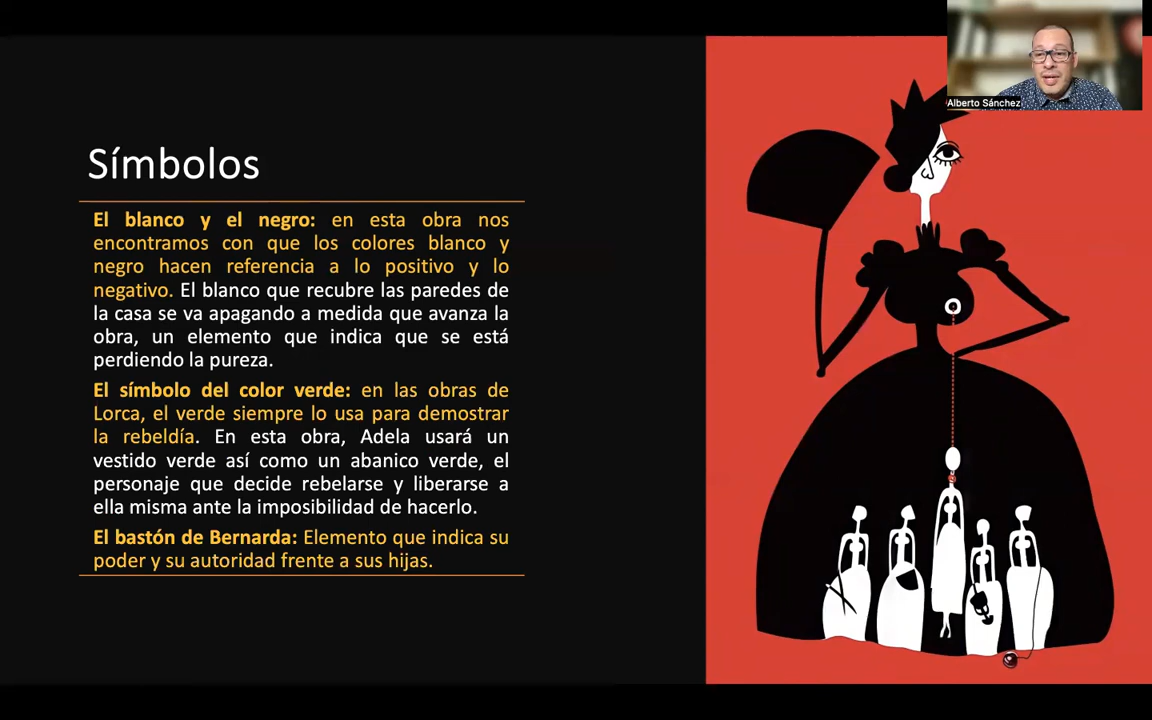 Alberto Sánchez
Símbolos
El blanco y el negro: en esta obra nos
encontramos con que los colores blanco y
negro hacen referencia a lo positivo y lo
negativo. El blanco que recubre las paredes de
la casa se va apagando a medida que avanza la
obra, un elemento que indica que se está
perdiendo la pureza.
El símbolo del color verde: en las obras de
Lorca, el verde siempre lo usa para demostrar
la rebeldía. En esta obra, Adela usará un
vestido verde así como un abanico verde, el
personaje que decide rebelarse y liberarse a
ella misma ante la imposibilidad de hacerlo.
El bastón de Bernarda: Elemento que indica su
poder y su autoridad frente a sus hijas.